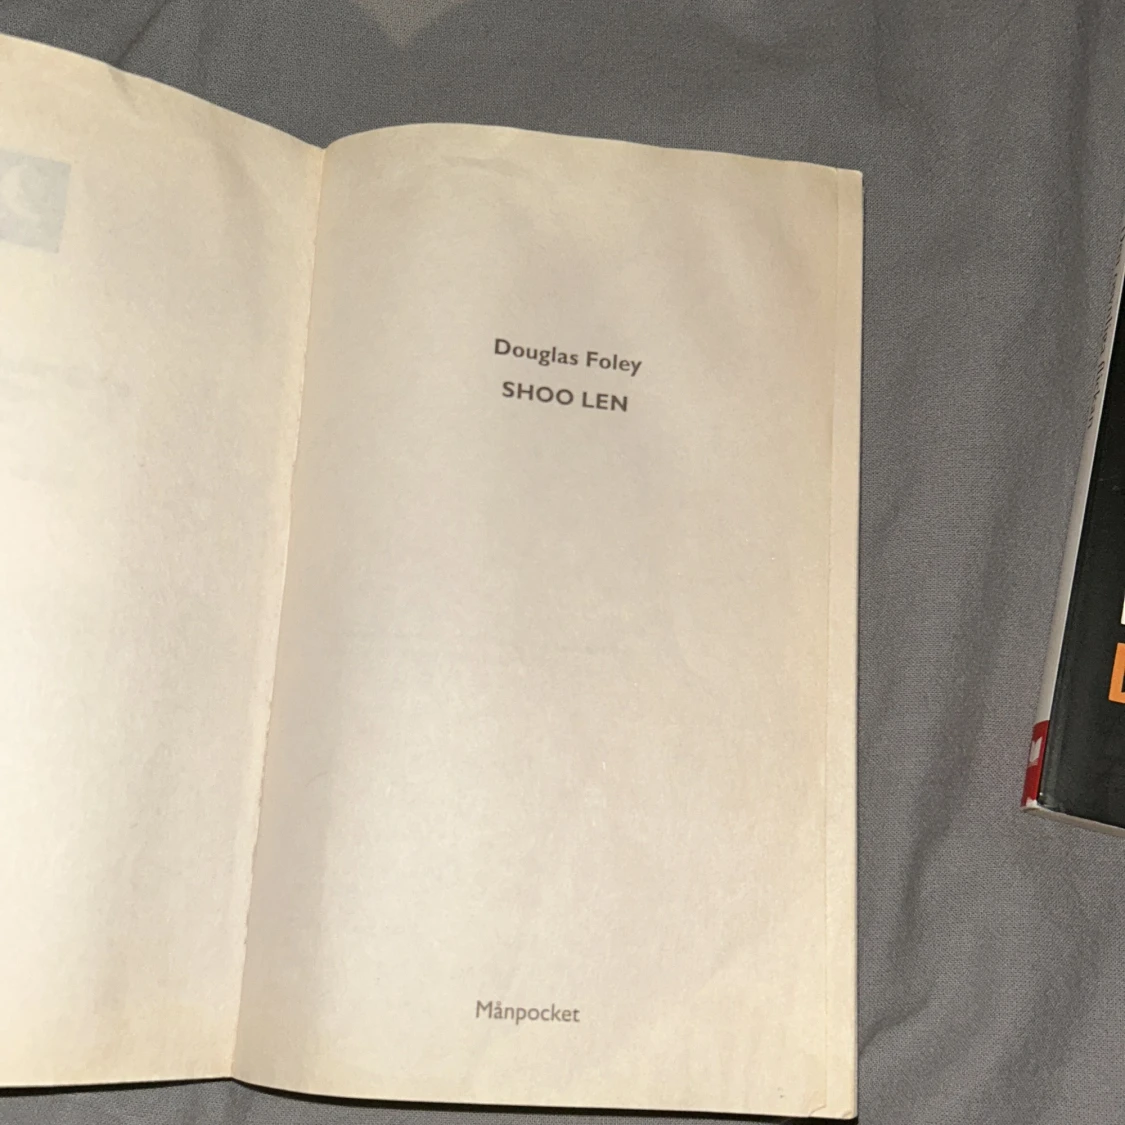 Douglas Foley
SHOO LEN
Månpocket